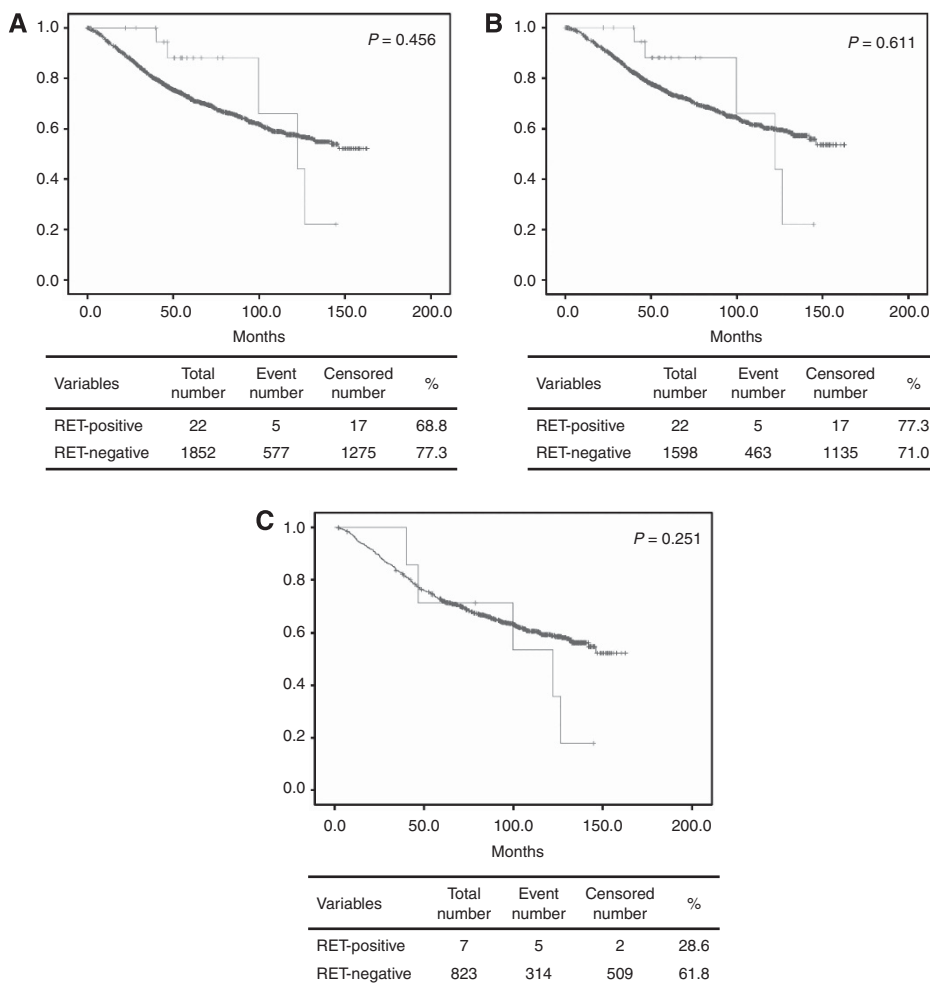 A
P = 0.456
1.0
0.8
0.6
0.4
0.2
0.0
0.0 50.0 100.0 150.0 200.0
Months
Variables Total number Event number Censored number %
RET-positive 22 5 17 68.8
RET-negative 1852 577 1275 77.3
B
P = 0.611
1.0
0.8
0.6
0.4
0.2
0.0
0.0 50.0 100.0 150.0 200.0
Months
Variables Total number Event number Censored number %
RET-positive 22 5 17 77.3
RET-negative 1598 463 1135 71.0
C
P = 0.251
1.0
0.8
0.6
0.4
0.2
0.0
0.0 50.0 100.0 150.0 200.0
Months
Variables Total number Event number Censored number %
RET-positive 7 5 2 28.6
RET-negative 823 314 509 61.8